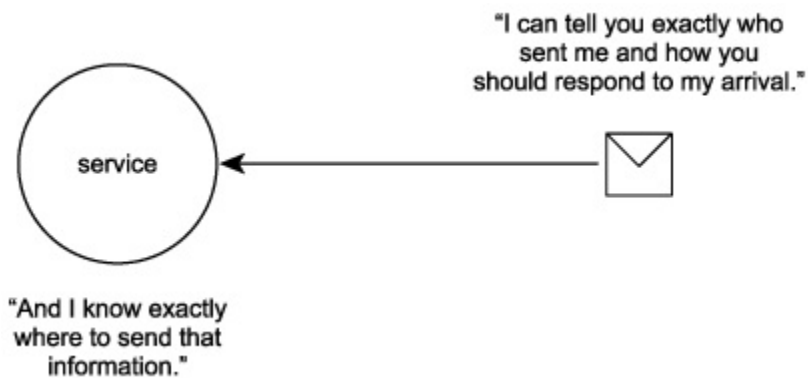 “I can tell you exactly who
sent me and how you
should respond to my arrival.”
service
“And I know exactly
where to send that
information.”